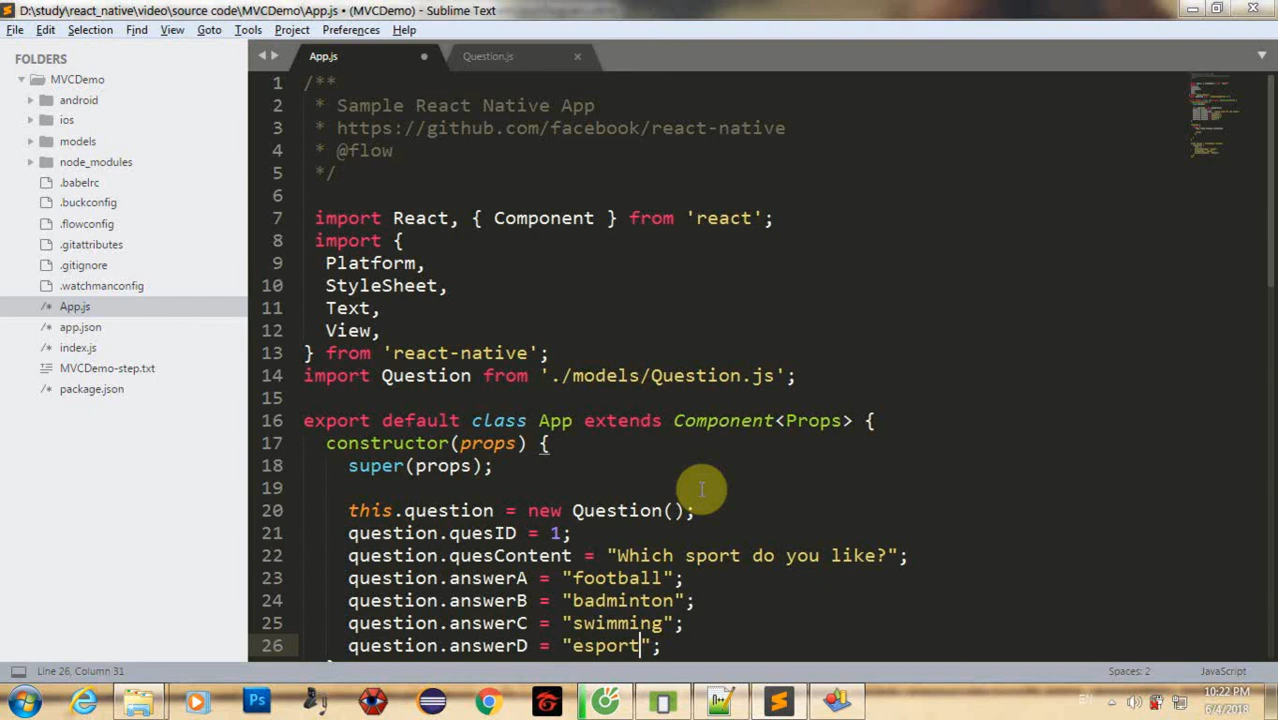 D:\study\react_native\video\source code\MVCDemo\App.js • (MVCDemo) - Sublime Text
File Edit Selection Find View Goto Tools Project Preferences Help
FOLDERS
MVCDemo
android
ios
models
node_modules
.babelrc
.buckconfig
.flowconfig
.gitattributes
.gitignore
.watchmanconfig
/* App.js
/* app.json
/* index.js
MVCDemo-step.txt
/* package.json
App.js
Question.js
1 /**
2 * Sample React Native App
3 * https://github.com/facebook/react-native
4 * @flow
5 */
6
7 import React, { Component } from 'react';
8 import {
9 Platform,
10 StyleSheet,
11 Text,
12 View,
13 } from 'react-native';
14 import Question from './models/Question.js';
15
16 export default class App extends Component<Props> {
17 constructor(props) {
18 super(props);
19
20 this.question = new Question();
21 question.quesID = 1;
22 question.quesContent = "Which sport do you like?";
23 question.answerA = "football";
24 question.answerB = "badminton";
25 question.answerC = "swimming";
26 question.answerD = "esport";
Line 26, Column 31
Spaces: 2
JavaScript
Ps
n++
EN
10:22 PM
6/4/2018